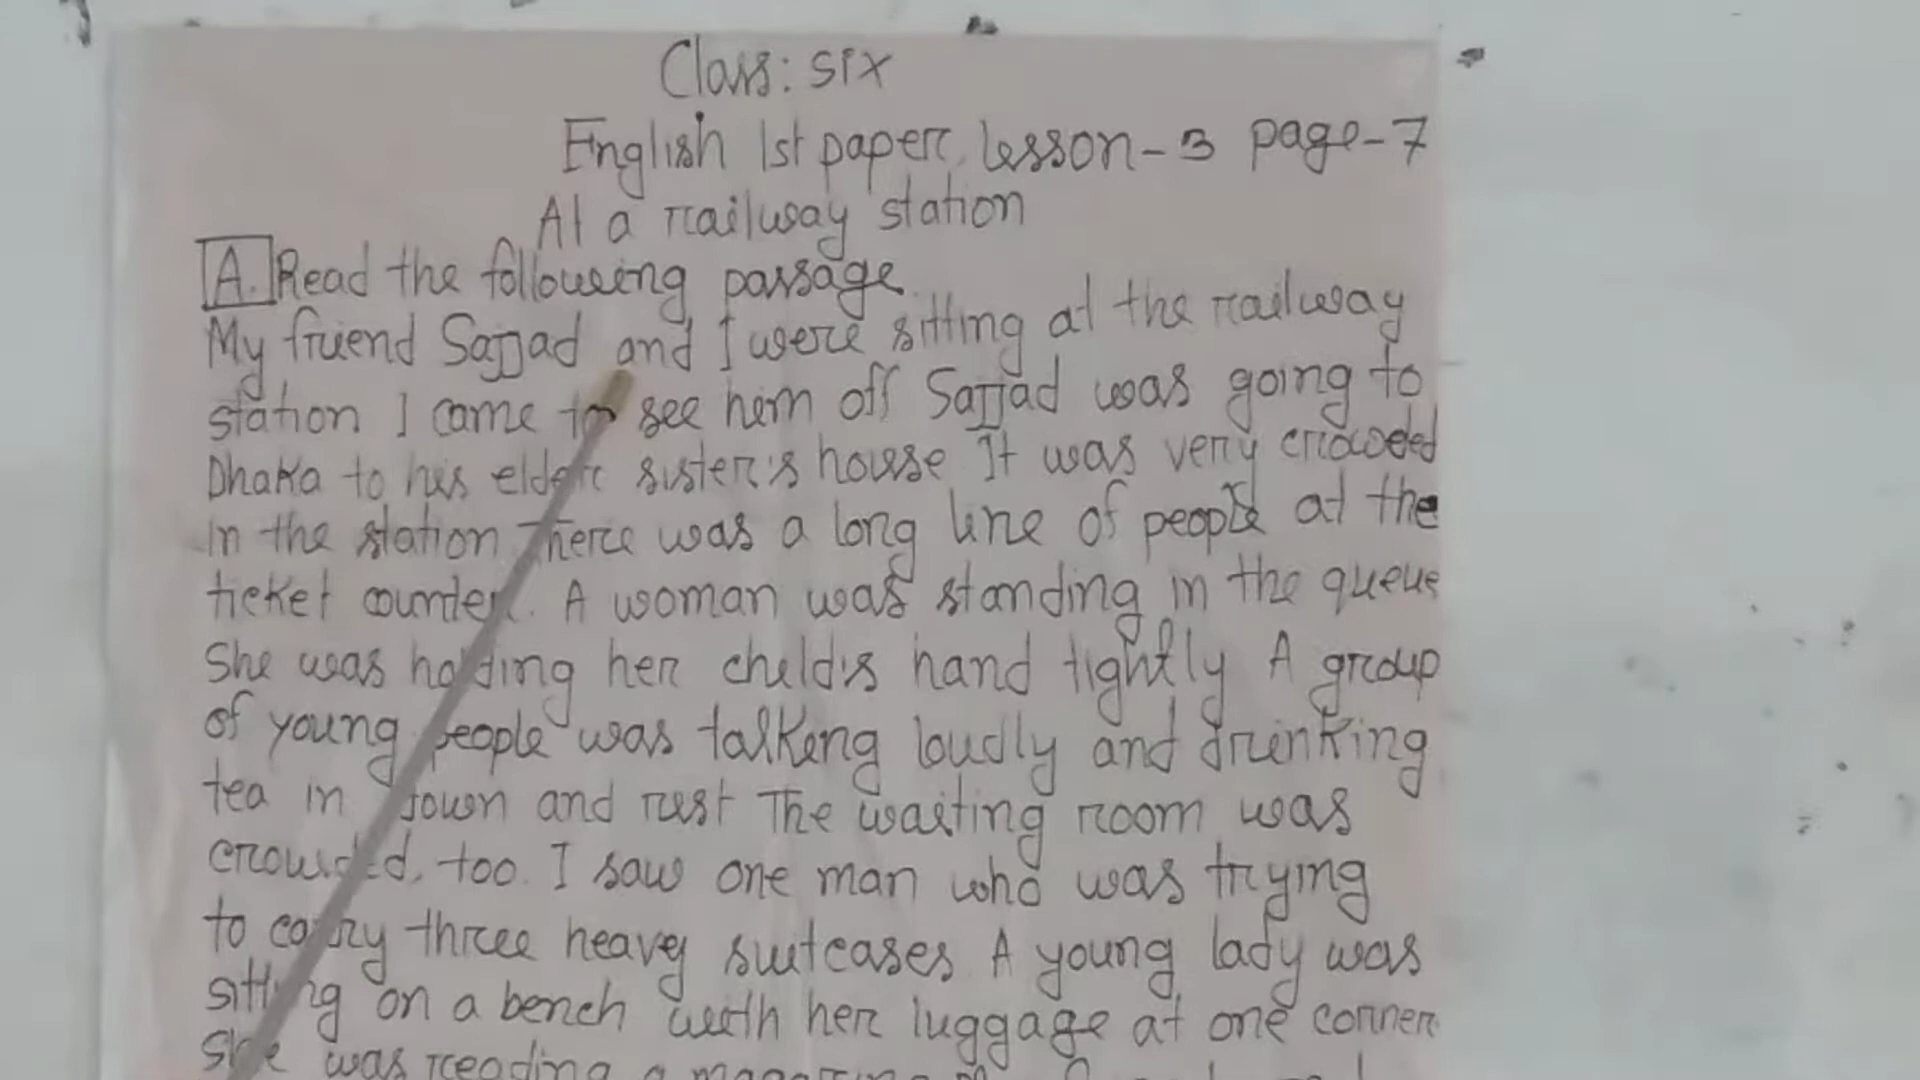 Class: six
English 1st paper, lesson-3 page-7
At a railway station
A. Read the following passage.
My friend Sajjad and I were sitting at the railway
station I came to see him off Sajjad was going to
Dhaka to his elder sister's house It was very crowded
In the station There was a long line of people at the
ticket counter. A woman was standing in the queue
She was holding her child's hand tightly A group
of young people was talking loudly and drinking
tea in and rest The waiting room was
crowded, too. I saw one man who was trying
to carry three heavy suitcases A young lady was
sitting on a bench with her luggage at one corner
She was reading a